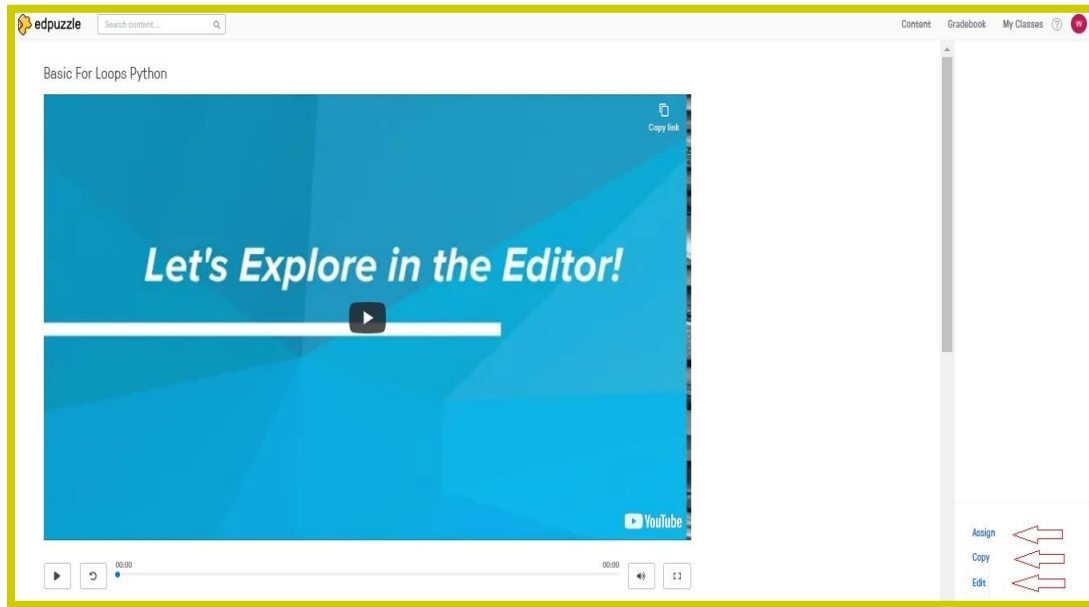 edpuzzle
Search content...
Content Gradebook My Classes ? W
Basic For Loops Python
Copy link
Let's Explore in the Editor!
YouTube
00:00 00:00
Assign
Copy
Edit